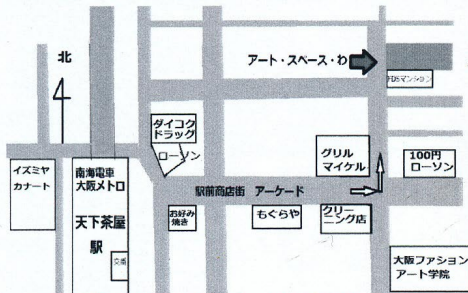 北
アート・スペース・わ
FDSマンション
ダイコク
ドラッグ
ローソン
イズミヤ
カナート
南海電車
大阪メトロ
天下茶屋
駅
交番
駅前商店街 アーケード
グリル
マイケル
100円
ローソン
お好み
焼き
もぐらや
クリー
ニング店
大阪ファション
アート学院